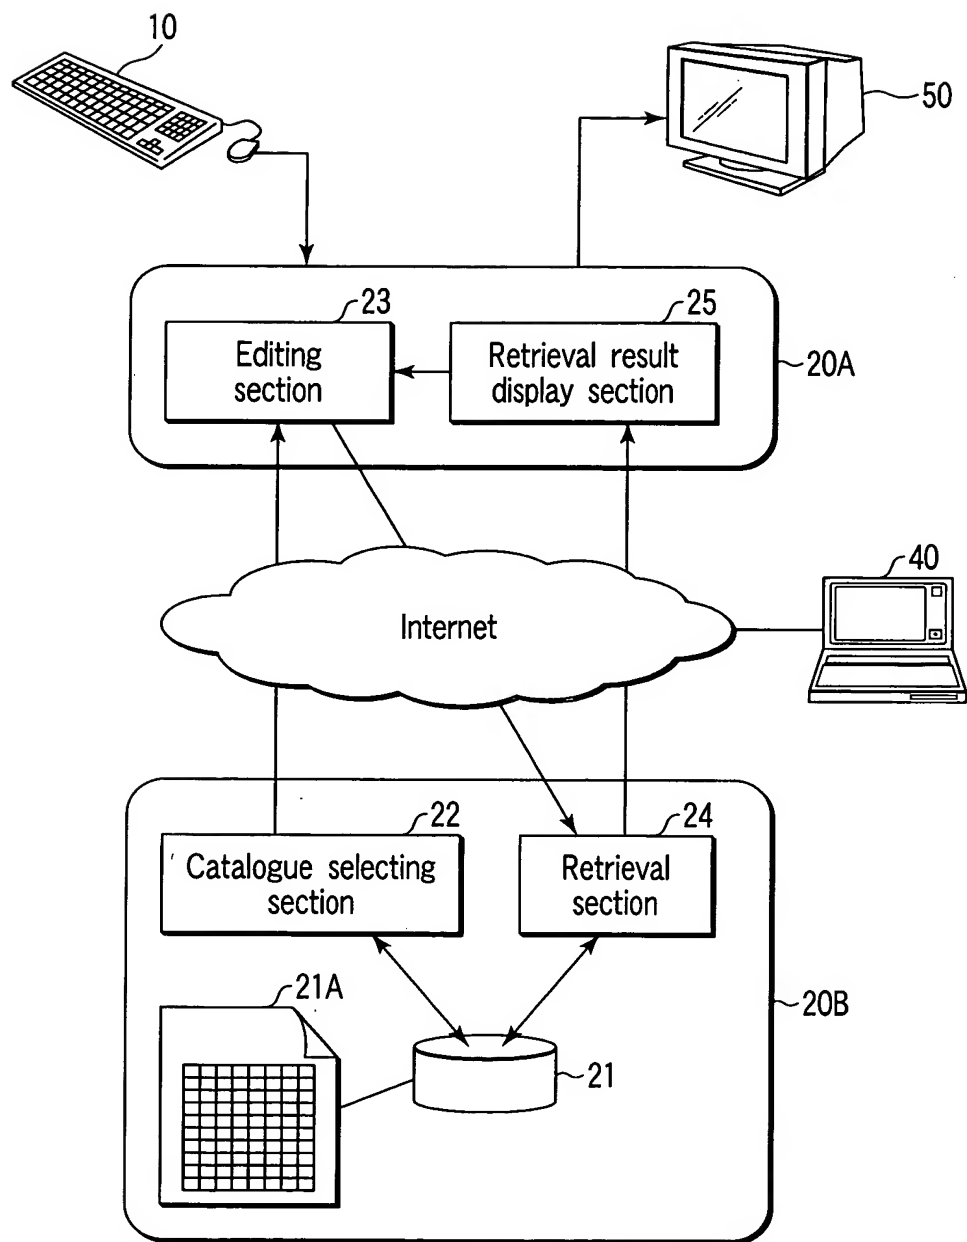 10
50
23
25
Editing
section
Retrieval result
display section
20A
40
Internet
22
24
Catalogue selecting
section
Retrieval
section
21A
20B
21